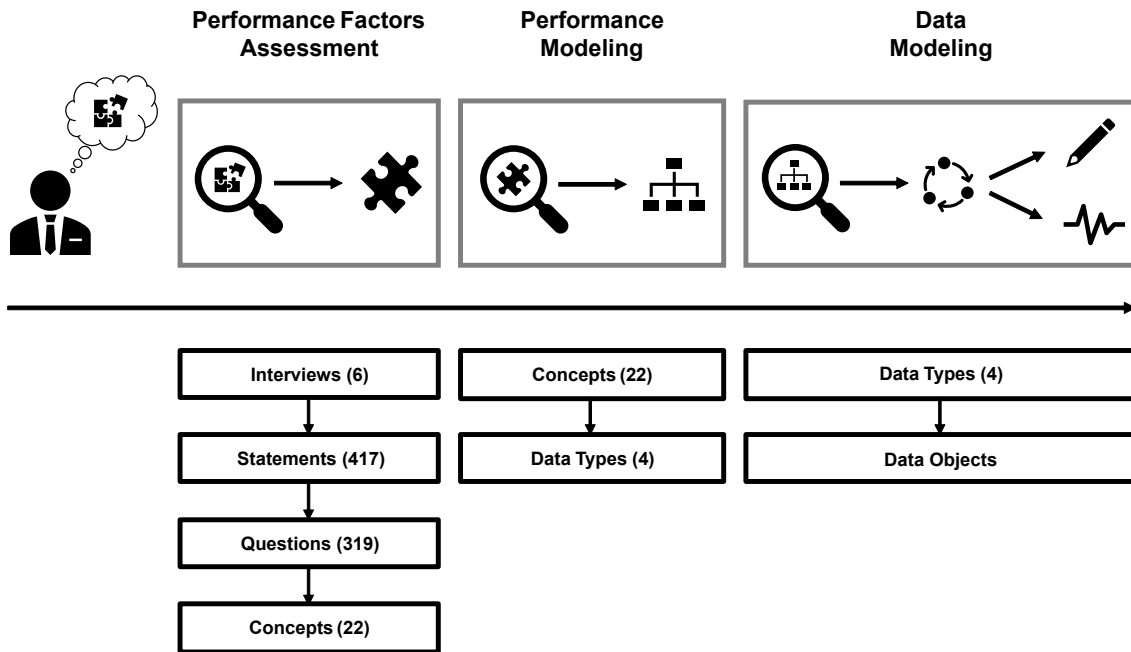 Performance Factors
Assessment
Performance
Modeling
Data
Modeling
Interviews (6)
Statements (417)
Questions (319)
Concepts (22)
Concepts (22)
Data Types (4)
Data Types (4)
Data Objects